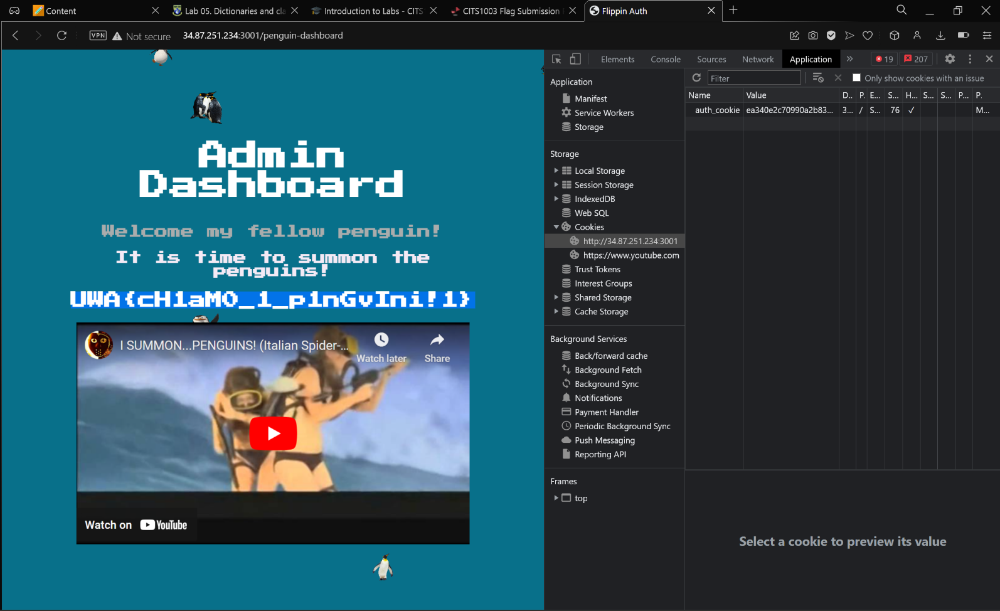 Content
Lab 05. Dictionaries and cla
Introduction to Labs - CITS
CITS1003 Flag Submission
Flippin Auth
VPN
Not secure
34.87.251.234:3001/penguin-dashboard
Admin
Dashboard
Welcome my fellow penguin!
It is time to summon the
penguins!
UWA{cH1aMO_1_p1nGvIni!1}
I SUMMON...PENGUINS! (Italian Spider-...
Watch later
Share
Watch on YouTube
Elements
Console
Sources
Network
Application
19
207
Application
Manifest
Service Workers
Storage
Storage
Local Storage
Session Storage
IndexedDB
Web SQL
Cookies
http://34.87.251.234:3001
https://www.youtube.com
Trust Tokens
Interest Groups
Shared Storage
Cache Storage
Background Services
Back/forward cache
Background Fetch
Background Sync
Notifications
Payment Handler
Periodic Background Sync
Push Messaging
Reporting API
Frames
top
Filter
Only show cookies with an issue
Name Value D.. P. E... S... H... S... S... P... P.
auth_cookie ea340e2c70990a2b83... 3... / S... 76 ✓ M...
Select a cookie to preview its value